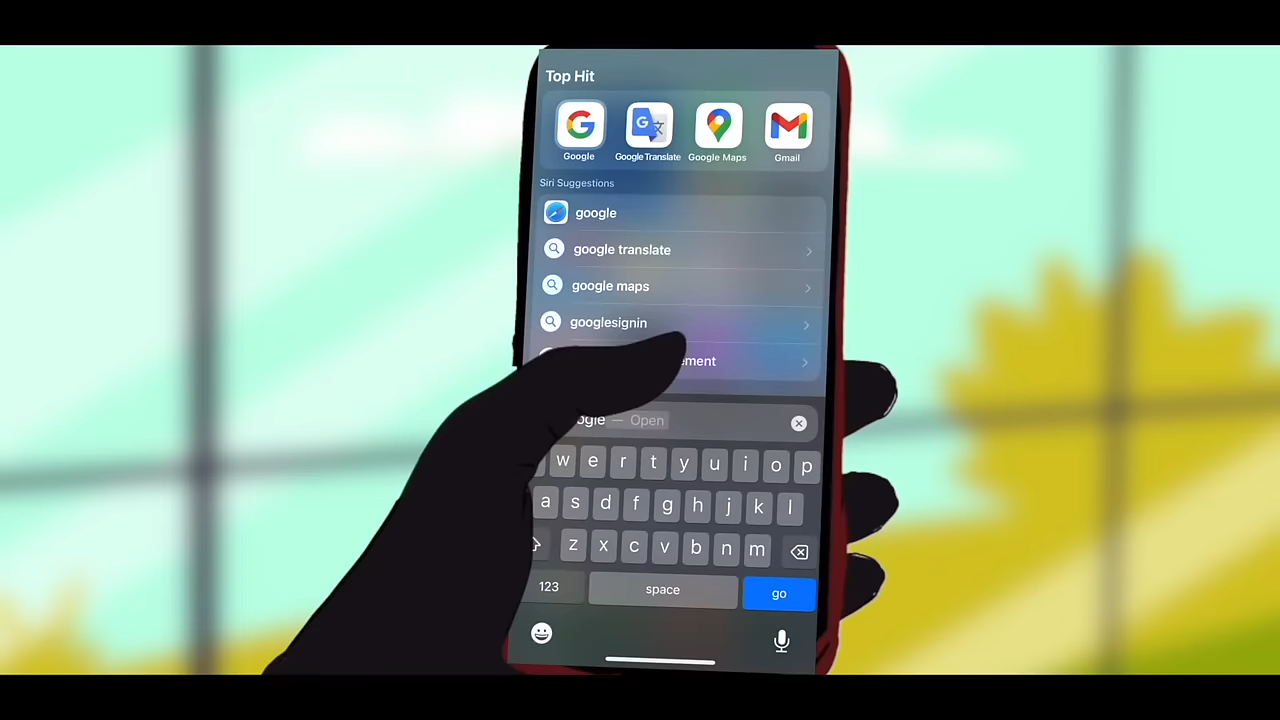 Top Hit
Google
Google Translate
Google Maps
Gmail
Siri Suggestions
google
google translate
google maps
googlesignin
ement
ogle — Open
w e r t y u i o p
a s d f g h j k l
z x c v b n m
123 space go